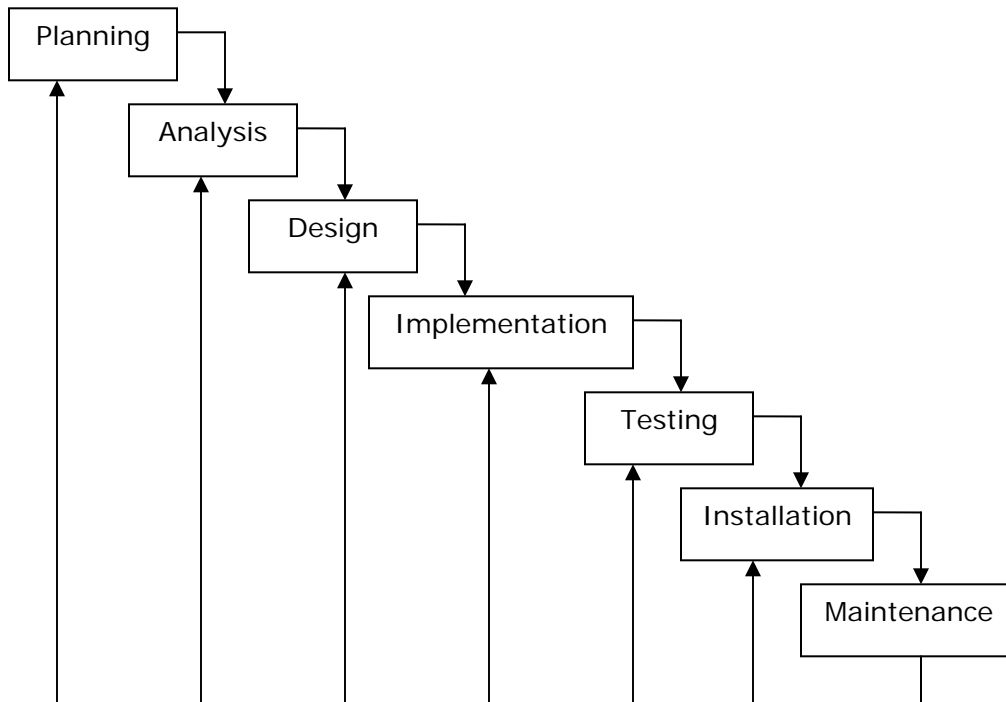 Planning
Analysis
Design
Implementation
Testing
Installation
Maintenance